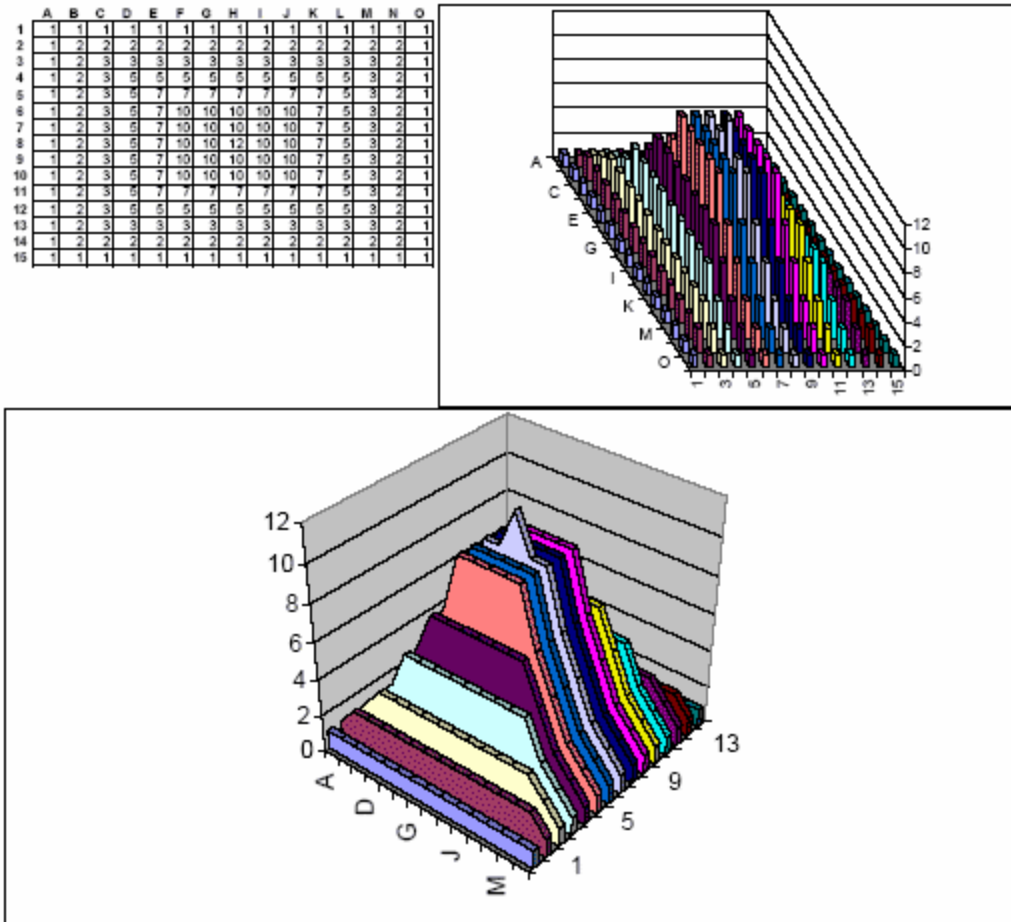 A B C D E F G H I J K L M N O
1 1 1 1 1 1 1 1 1 1 1 1 1 1 1 1
2 1 2 2 2 2 2 2 2 2 2 2 2 2 2 1
3 1 2 3 3 3 3 3 3 3 3 3 3 3 2 1
4 1 2 3 5 5 5 5 5 5 5 5 5 3 2 1
5 1 2 3 5 7 7 7 7 7 7 7 5 3 2 1
6 1 2 3 5 7 10 10 10 10 10 7 5 3 2 1
7 1 2 3 5 7 10 10 10 10 10 7 5 3 2 1
8 1 2 3 5 7 10 10 12 10 10 7 5 3 2 1
9 1 2 3 5 7 10 10 10 10 10 7 5 3 2 1
10 1 2 3 5 7 10 10 10 10 10 7 5 3 2 1
11 1 2 3 5 7 7 7 7 7 7 7 5 3 2 1
12 1 2 3 5 5 5 5 5 5 5 5 5 3 2 1
13 1 2 3 3 3 3 3 3 3 3 3 3 3 2 1
14 1 2 2 2 2 2 2 2 2 2 2 2 2 2 1
15 1 1 1 1 1 1 1 1 1 1 1 1 1 1 1
A
C
E
G
I
K
M
O
12
10
8
6
4
2
0
1 3 5 7 9 11 13 15
12
10
8
6
4
2
0
A
D
G
J
M
1
5
9
13